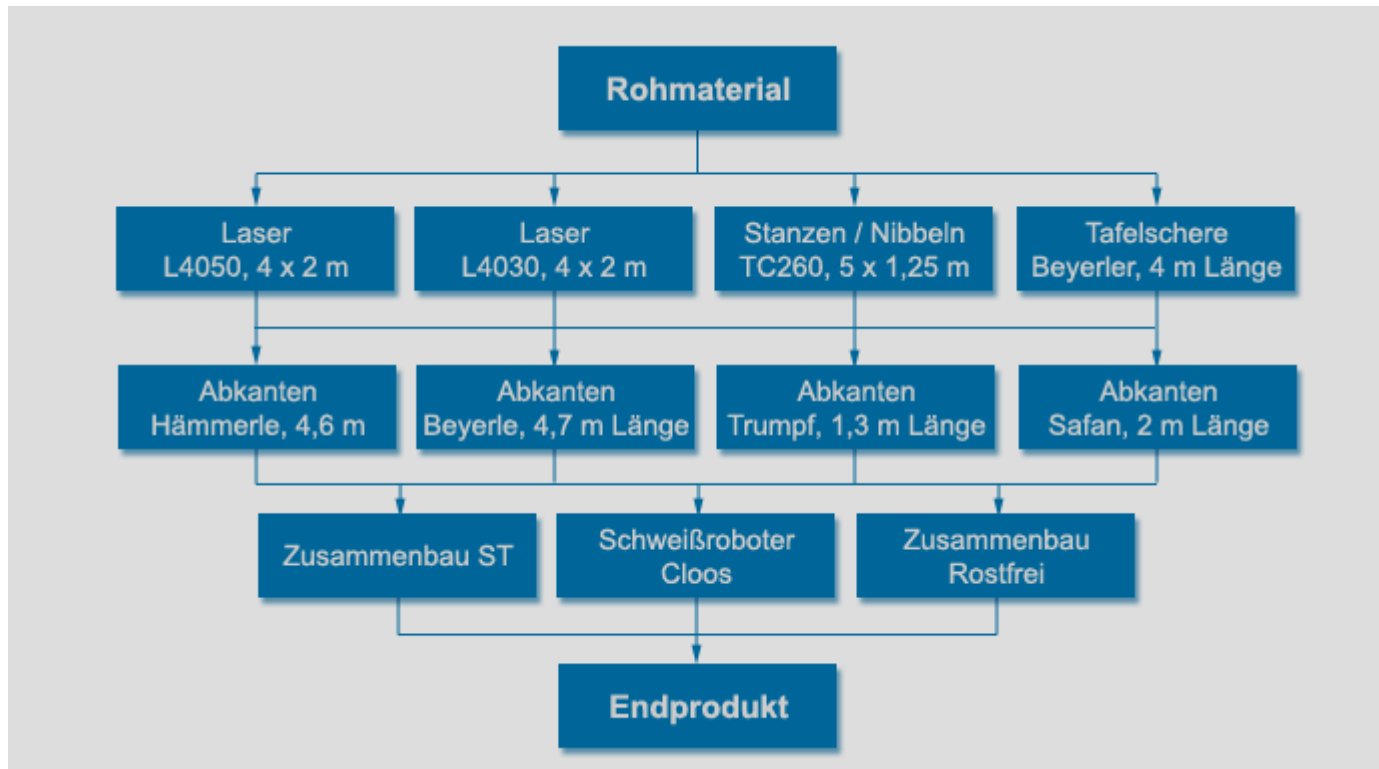 Rohmaterial
Laser
L4050, 4 x 2 m
Laser
L4030, 4 x 2 m
Stanzen / Nibbeln
TC260, 5 x 1,25 m
Tafelschere
Beyerler, 4 m Länge
Abkanten
Hämmerle, 4,6 m
Abkanten
Beyerle, 4,7 m Länge
Abkanten
Trumpf, 1,3 m Länge
Abkanten
Safan, 2 m Länge
Zusammenbau ST
Schweißroboter
Cloos
Zusammenbau
Rostfrei
Endprodukt